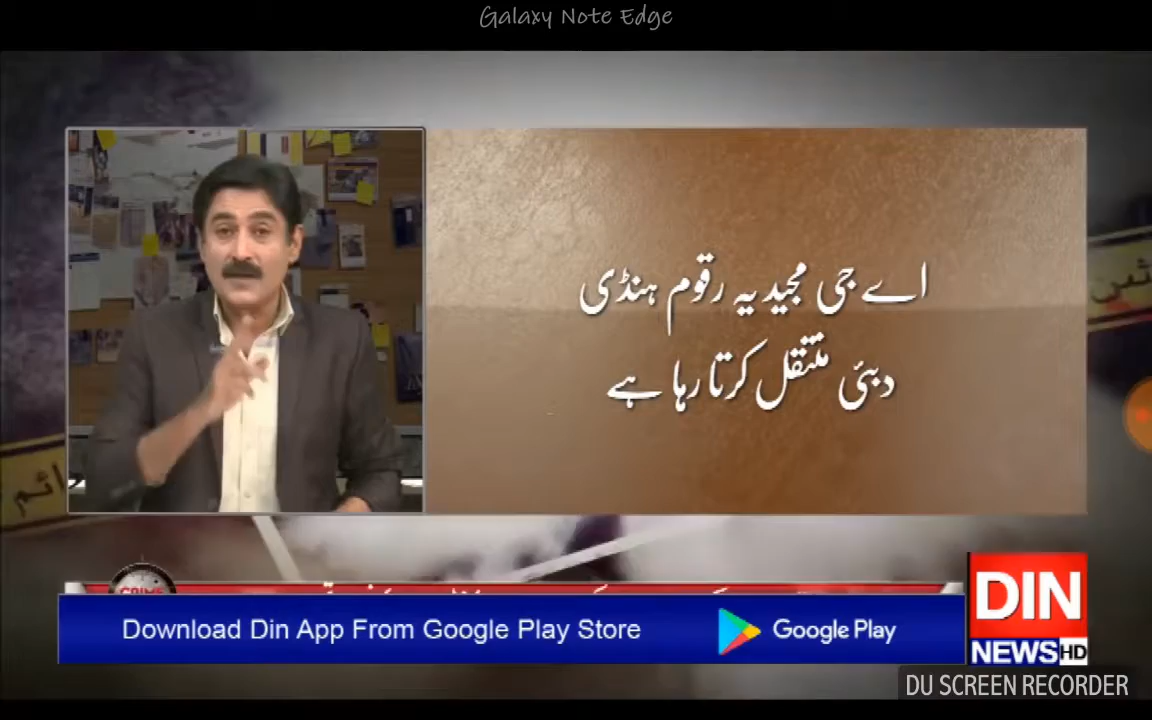 Galaxy Note Edge
اے جی مجید یہ رقوم ہنڈی
دبئی منتقل کرتا رہا ہے
CRIME
Download Din App From Google Play Store
Google Play
DIN
NEWS HD
DU SCREEN RECORDER